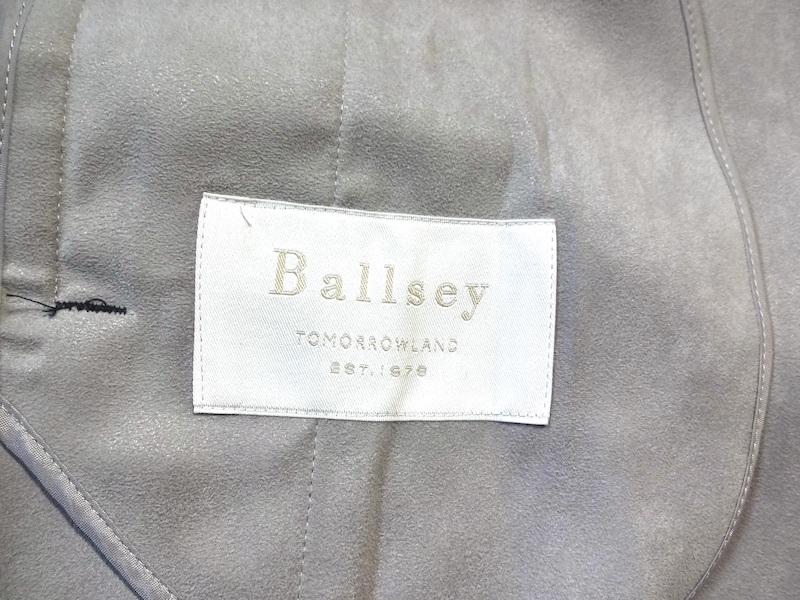 Ballsey
TOMORROWLAND
EST. 1978